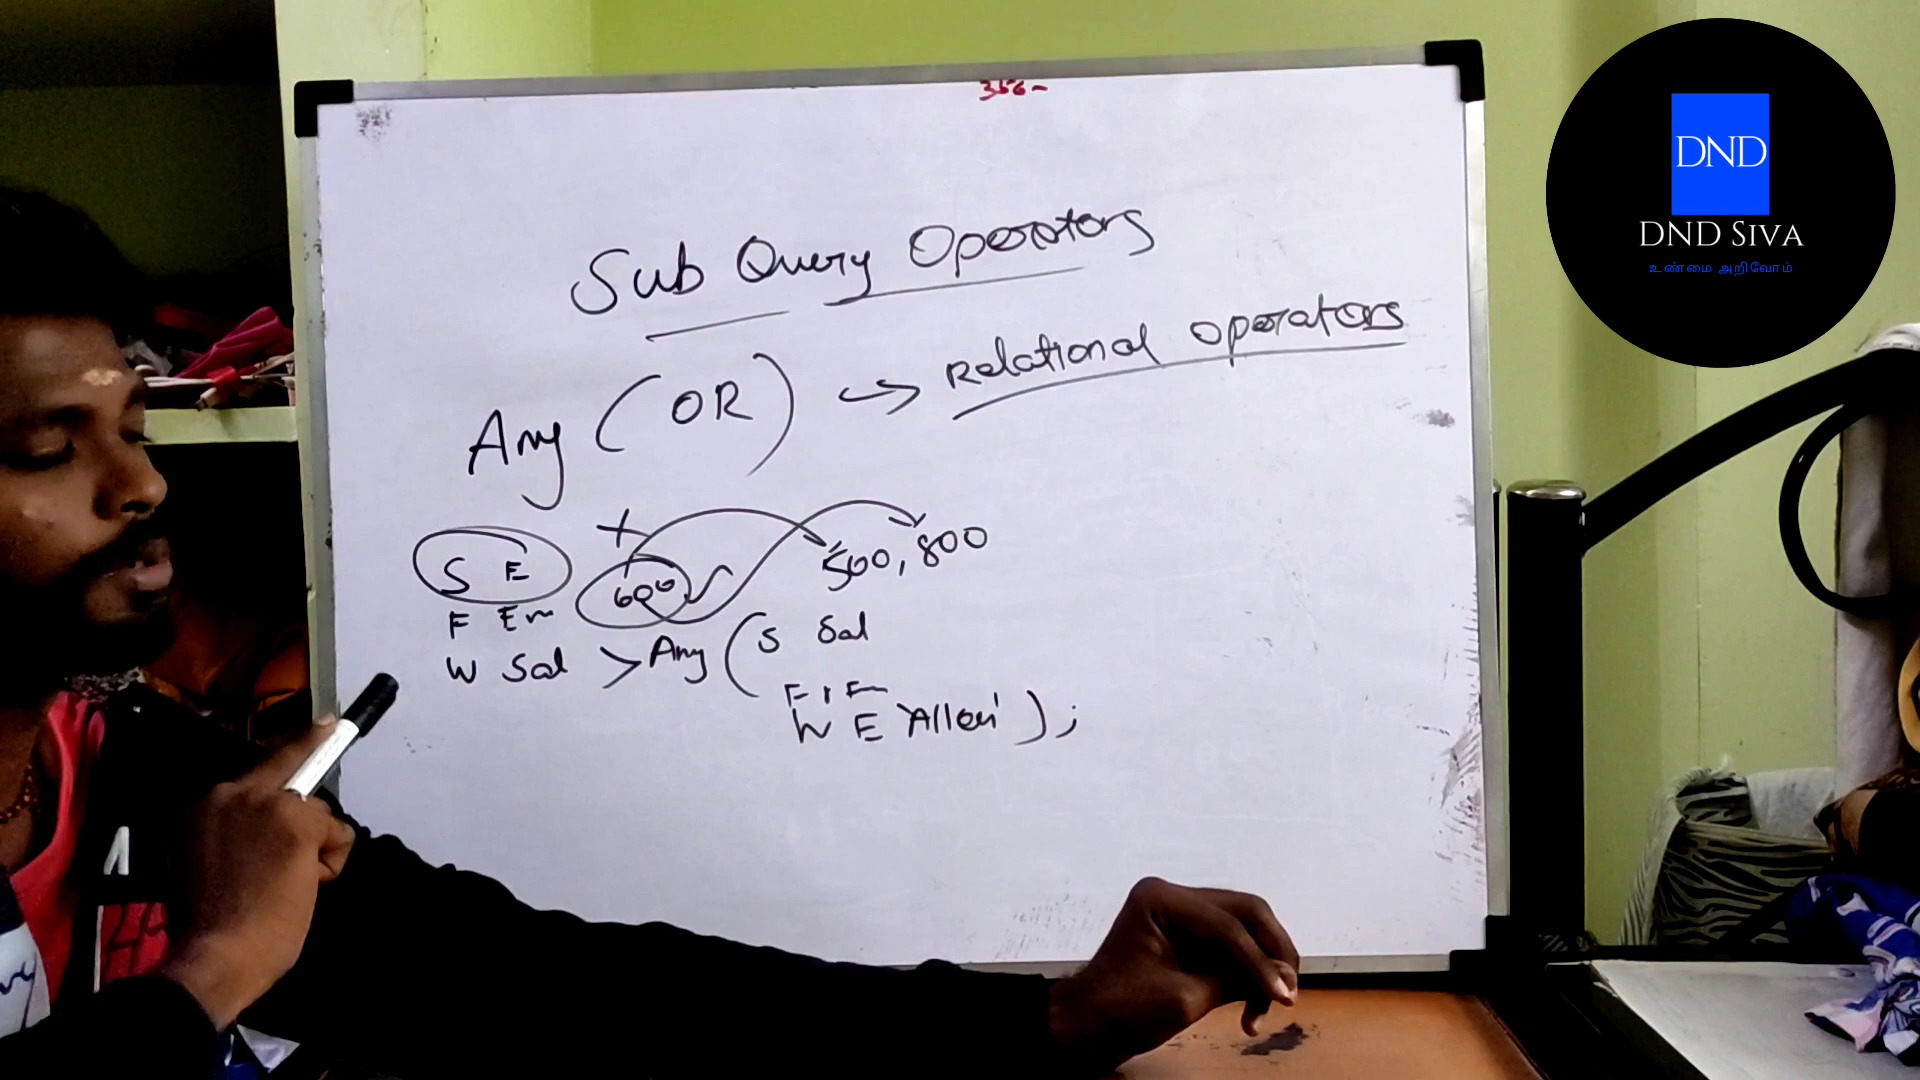 356-
Sub Query Operators
Any (OR) → Relational operators
500, 800
S E
600
F Em
W Sal > Any (S Sal
W E 'Allen');
DND
DND SIVA
உண்மை அறிவோம்